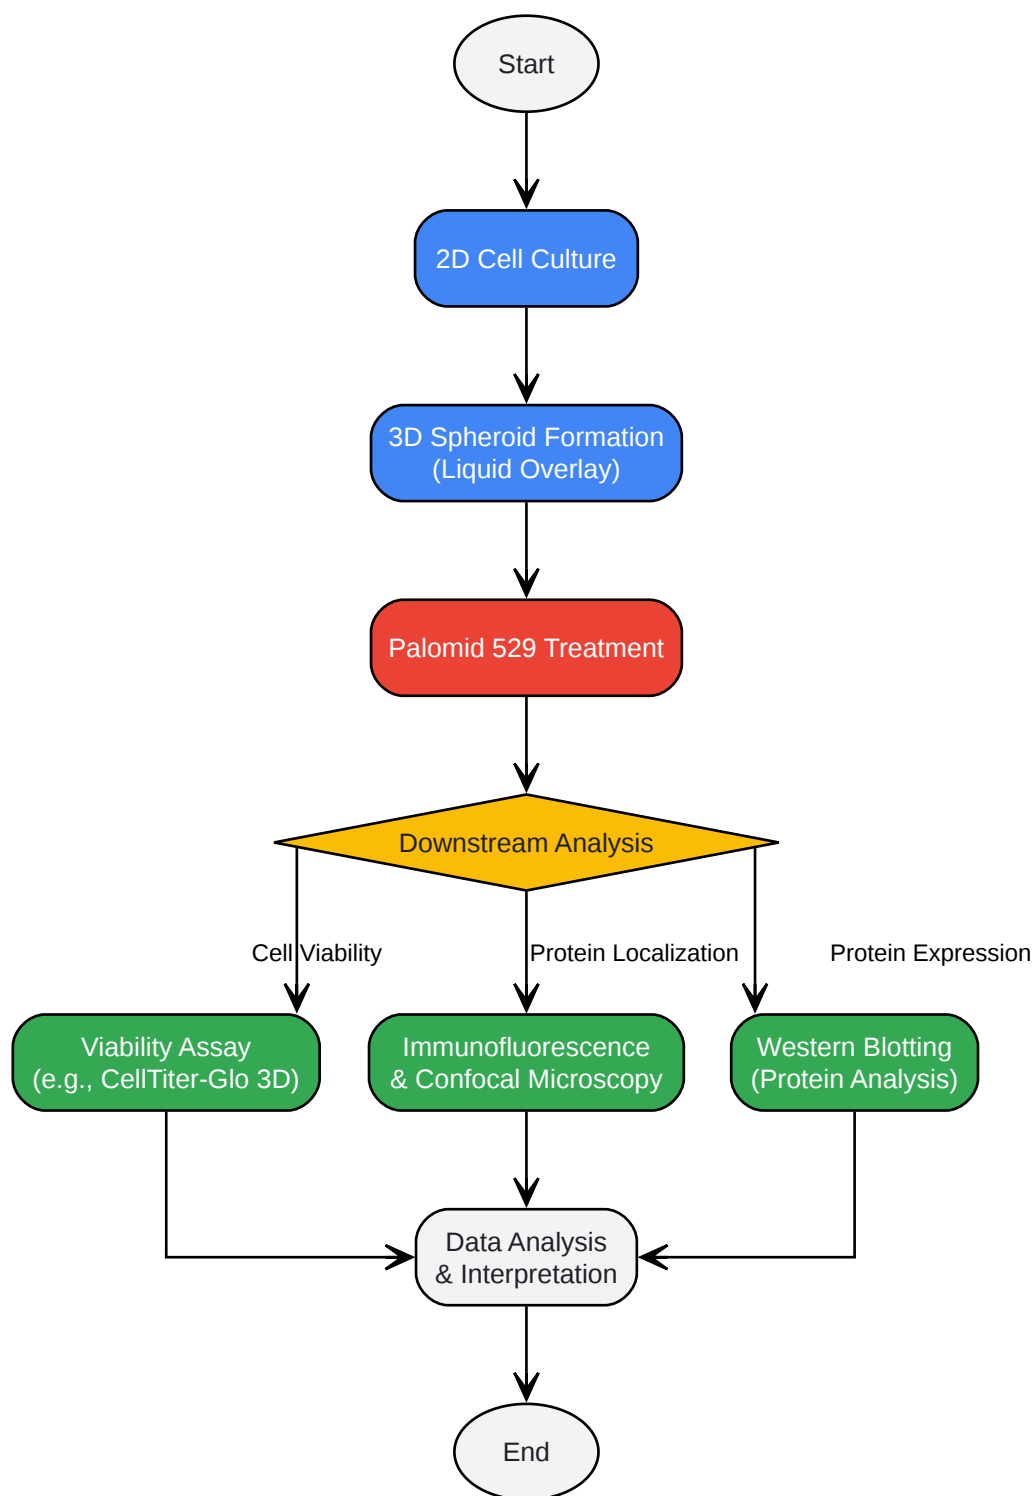 Start
2D Cell Culture
3D Spheroid Formation
(Liquid Overlay)
Palomid 529 Treatment
Downstream Analysis
Cell Viability
Protein Localization
Protein Expression
Viability Assay
(e.g., CellTiter-Glo 3D)
Immunofluorescence
& Confocal Microscopy
Western Blotting
(Protein Analysis)
Data Analysis
& Interpretation
End